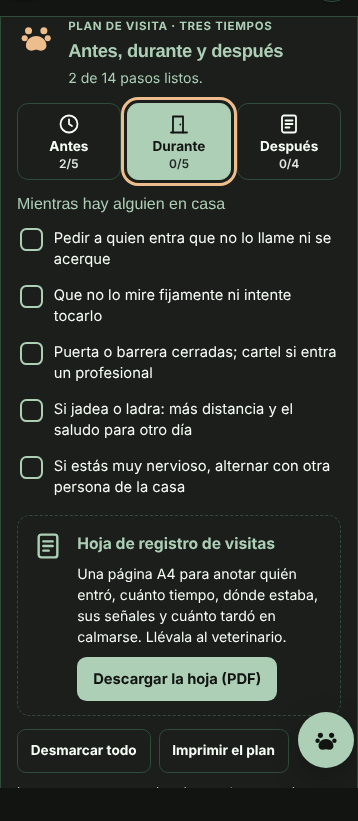 PLAN DE VISITA · TRES TIEMPOS
Antes, durante y después
2 de 14 pasos listos.
Antes
2/5
Durante
0/5
Después
0/4
Mientras hay alguien en casa
Pedir a quien entra que no lo llame ni se
acerque
Que no lo mire fijamente ni intente
tocarlo
Puerta o barrera cerradas; cartel si entra
un profesional
Si jadea o ladra: más distancia y el
saludo para otro día
Si estás muy nervioso, alternar con otra
persona de la casa
Hoja de registro de visitas
Una página A4 para anotar quién
entró, cuánto tiempo, dónde estaba,
sus señales y cuánto tardó en
calmarse. Llévala al veterinario.
Descargar la hoja (PDF)
Desmarcar todo
Imprimir el plan